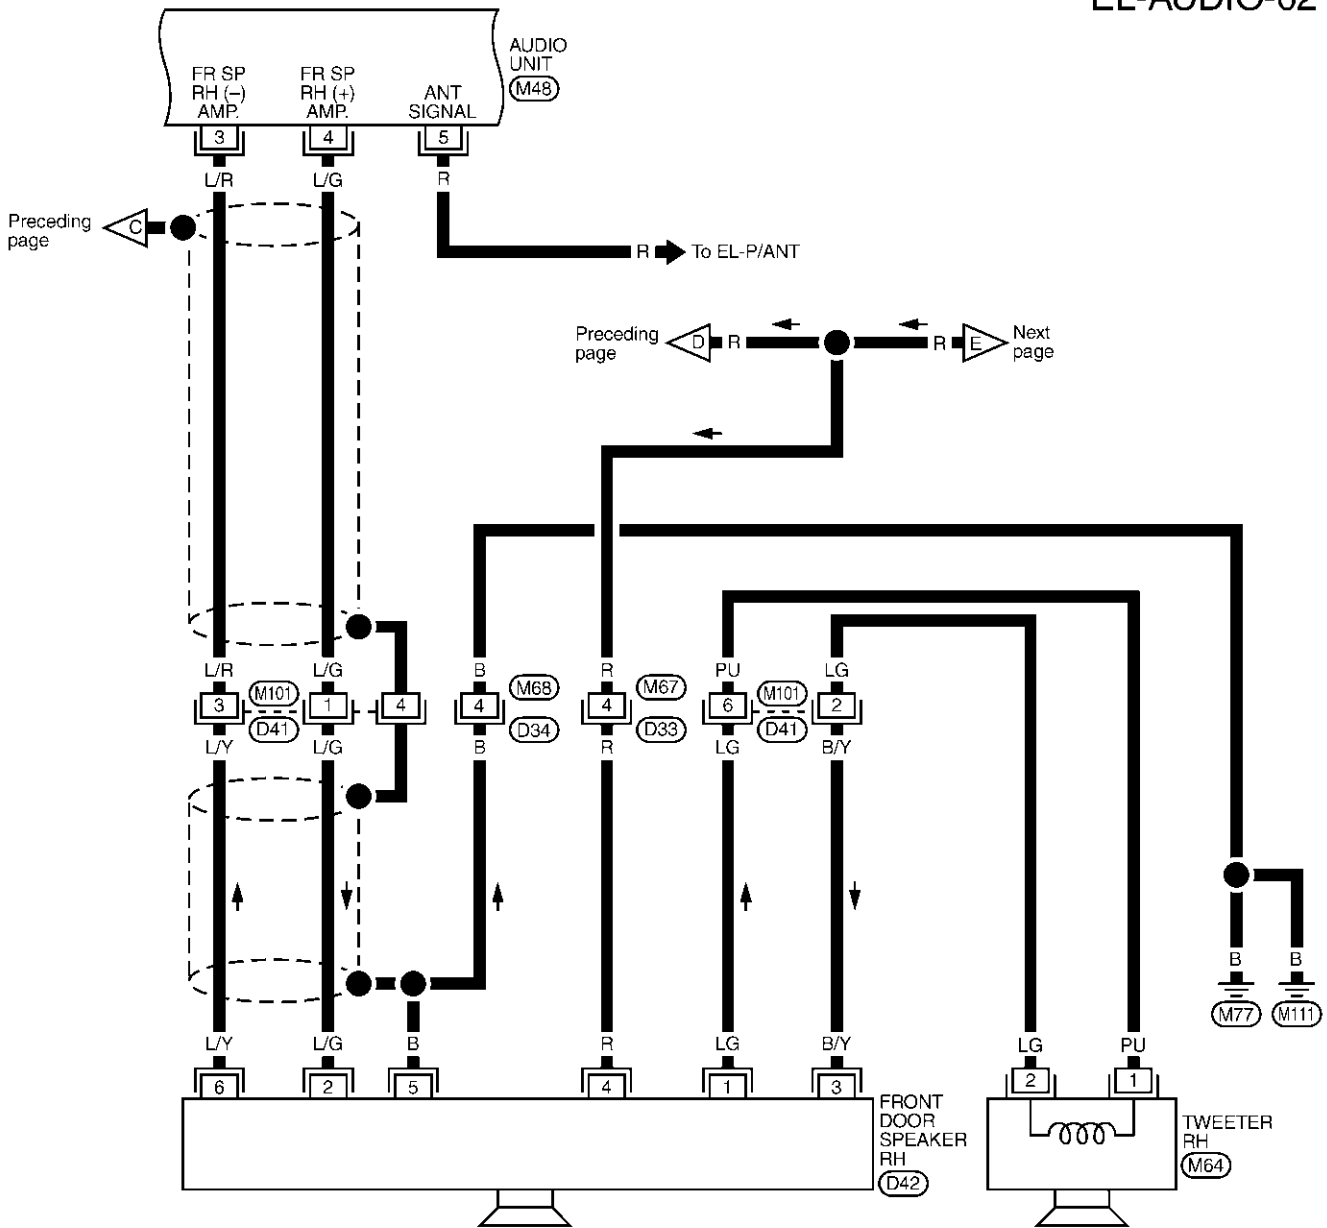 EL-AUDIO-02
AUDIO
UNIT
M48
FR SP
RH (–)
AMP.
FR SP
RH (+)
AMP.
ANT
SIGNAL
3
4
5
L/R
L/G
R
Preceding
page
C
R
To EL-P/ANT
Preceding
page
D
R
R
E
Next
page
L/R
L/G
B
R
PU
LG
3
M101
D41
1
4
4
M68
D34
4
M67
D33
6
M101
D41
2
L/Y
L/G
B
R
LG
B/Y
B
B
M77
M111
L/Y
L/G
B
R
LG
B/Y
LG
PU
6
2
5
4
1
3
2
1
FRONT
DOOR
SPEAKER
RH
D42
TWEETER
RH
M64